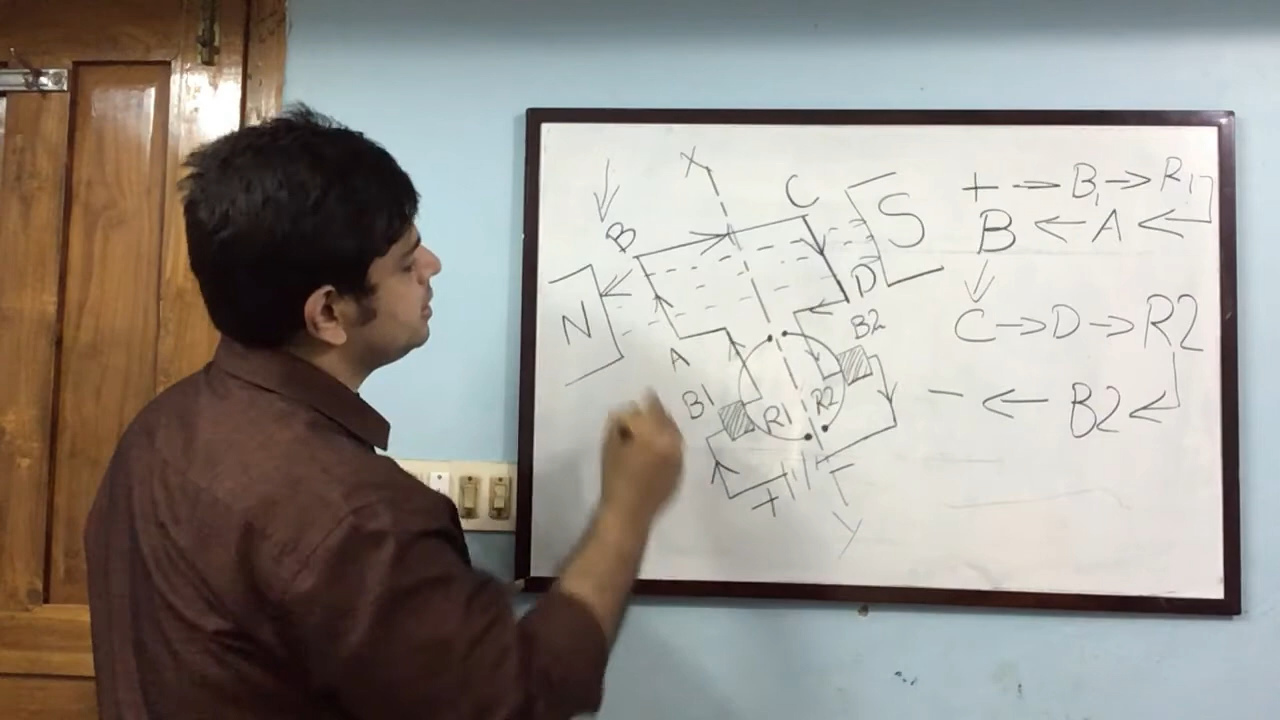 X
C
B
S
N
D
B2
A
B1
R1
R2
+
Y
+ → B1 → R1
B ← A ←
↓
C → D → R2
− ← B2 ←